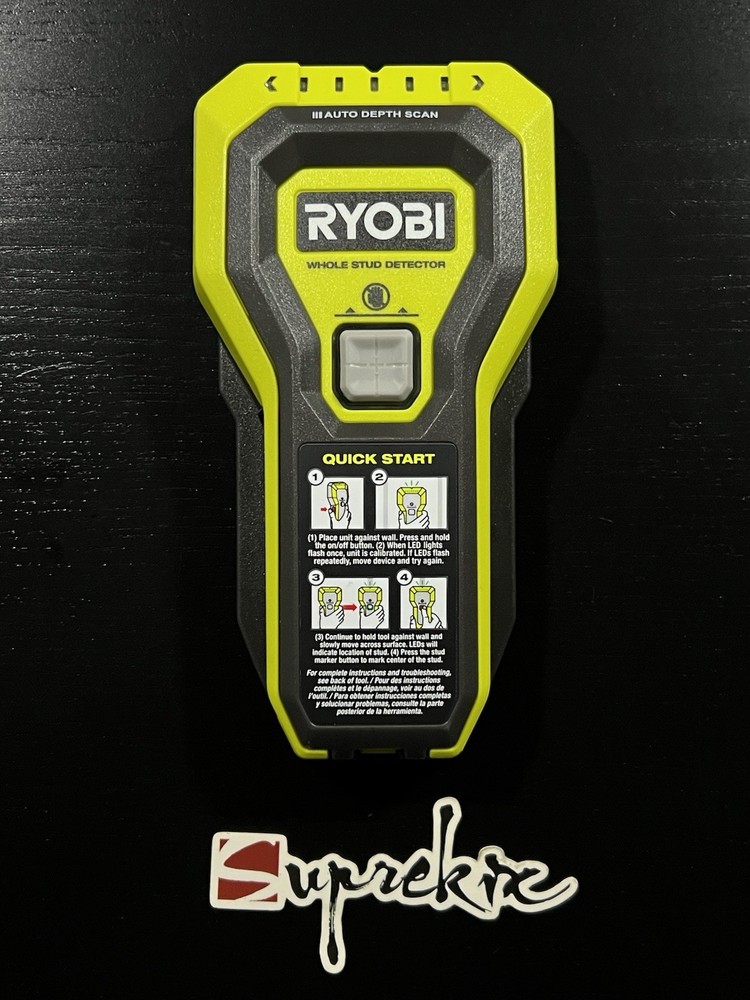 AUTO DEPTH SCAN
RYOBI
WHOLE STUD DETECTOR
QUICK START
1 2
(1) Place unit against wall. Press and hold
the on/off button. (2) When LED lights
flash once, unit is calibrated. If LEDs flash
repeatedly, move device and try again.
3 4
(3) Continue to hold tool against wall and
slowly move across surface. LEDs will
indicate location of stud. (4) Press the stud
marker button to mark center of the stud.
For complete instructions and troubleshooting,
see back of tool. / Pour des instructions
complètes et le dépannage, voir au dos de
l'outil. / Para obtener instrucciones completas
y solucionar problemas, consulte la parte
posterior de la herramienta.
Suprekix